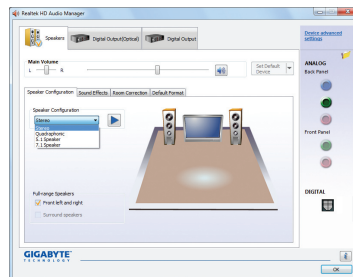 Realtek HD Audio Manager
Speakers
Digital Output(Optical)
Digital Output
Device advanced settings
Main Volume
L
R
Set Default Device
ANALOG
Back Panel
Speaker Configuration
Sound Effects
Room Correction
Default Format
Speaker Configuration
Stereo
Stereo
Quadraphonic
5.1 Speaker
7.1 Speaker
Front Panel
Full-range Speakers
Front left and right
Surround speakers
DIGITAL
GIGABYTE
TECHNOLOGY
OK